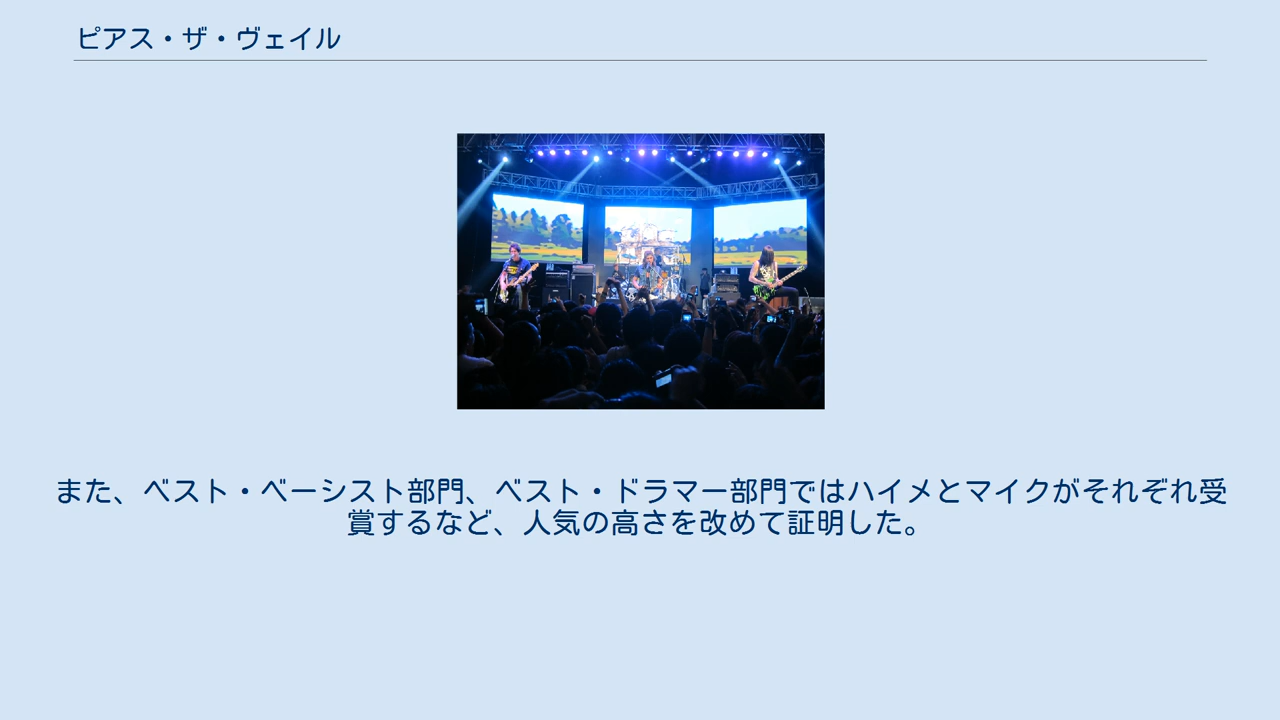 ピアス・ザ・ヴェイル
また、ベスト・ベーシスト部門、ベスト・ドラマー部門ではハイメとマイクがそれぞれ受
賞するなど、人気の高さを改めて証明した。